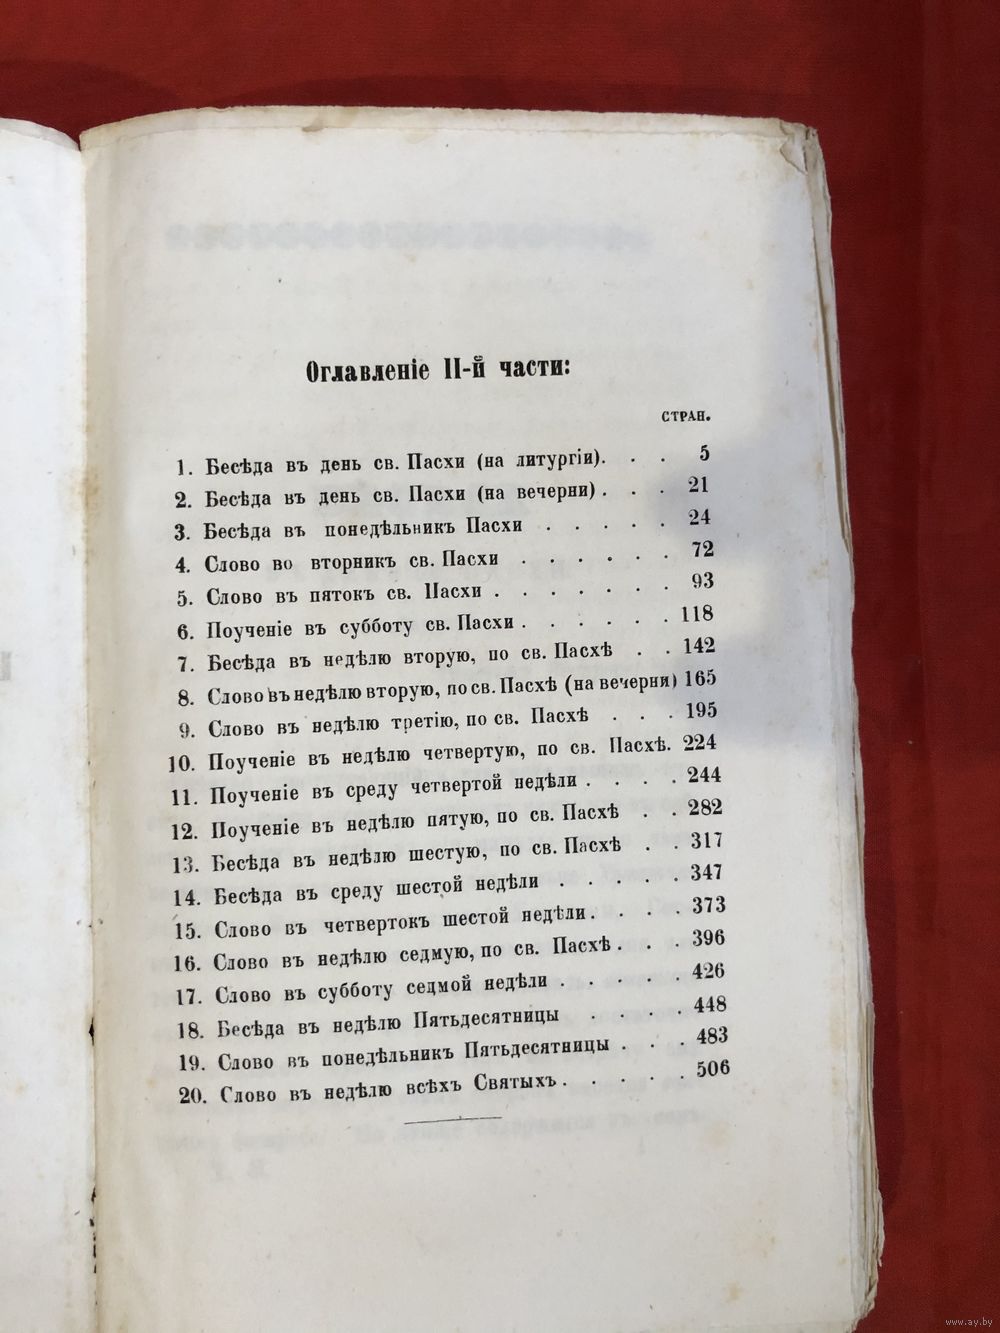 Оглавленіе II-й части:
СТРАН.
1. Бесѣда въ день св. Пасхи (на литургіи). . . 5
2. Бесѣда въ день св. Пасхи (на вечерни) . . . 21
3. Бесѣда въ понедѣльникъ Пасхи . . . . . 24
4. Слово во вторникъ св. Пасхи . . . . . . 72
5. Слово въ пятокъ св. Пасхи . . . . . . . 93
6. Поученіе въ субботу св. Пасхи . . . . . . 118
7. Бесѣда въ недѣлю вторую, по св. Пасхѣ . . 142
8. Слово въ недѣлю вторую, по св. Пасхѣ (на вечерни) 165
9. Слово въ недѣлю третію, по св. Пасхѣ . . . 195
10. Поученіе въ недѣлю четвертую, по св. Пасхѣ. 224
11. Поученіе въ среду четвертой недѣли . . . . 244
12. Поученіе въ недѣлю пятую, по св. Пасхѣ . . 282
13. Бесѣда въ недѣлю шестую, по св. Пасхѣ . . 317
14. Бесѣда въ среду шестой недѣли . . . . . 347
15. Слово въ четвертокъ шестой недѣли. . . . 373
16. Слово въ недѣлю седмую, по св. Пасхѣ . . . 396
17. Слово въ субботу седмой недѣли . . . . . 426
18. Бесѣда въ недѣлю Пятьдесятницы . . . . 448
19. Слово въ понедѣльникъ Пятьдесятницы . . . 483
20. Слово въ недѣлю всѣхъ Святыхъ . . . . . 506
www.ay.by